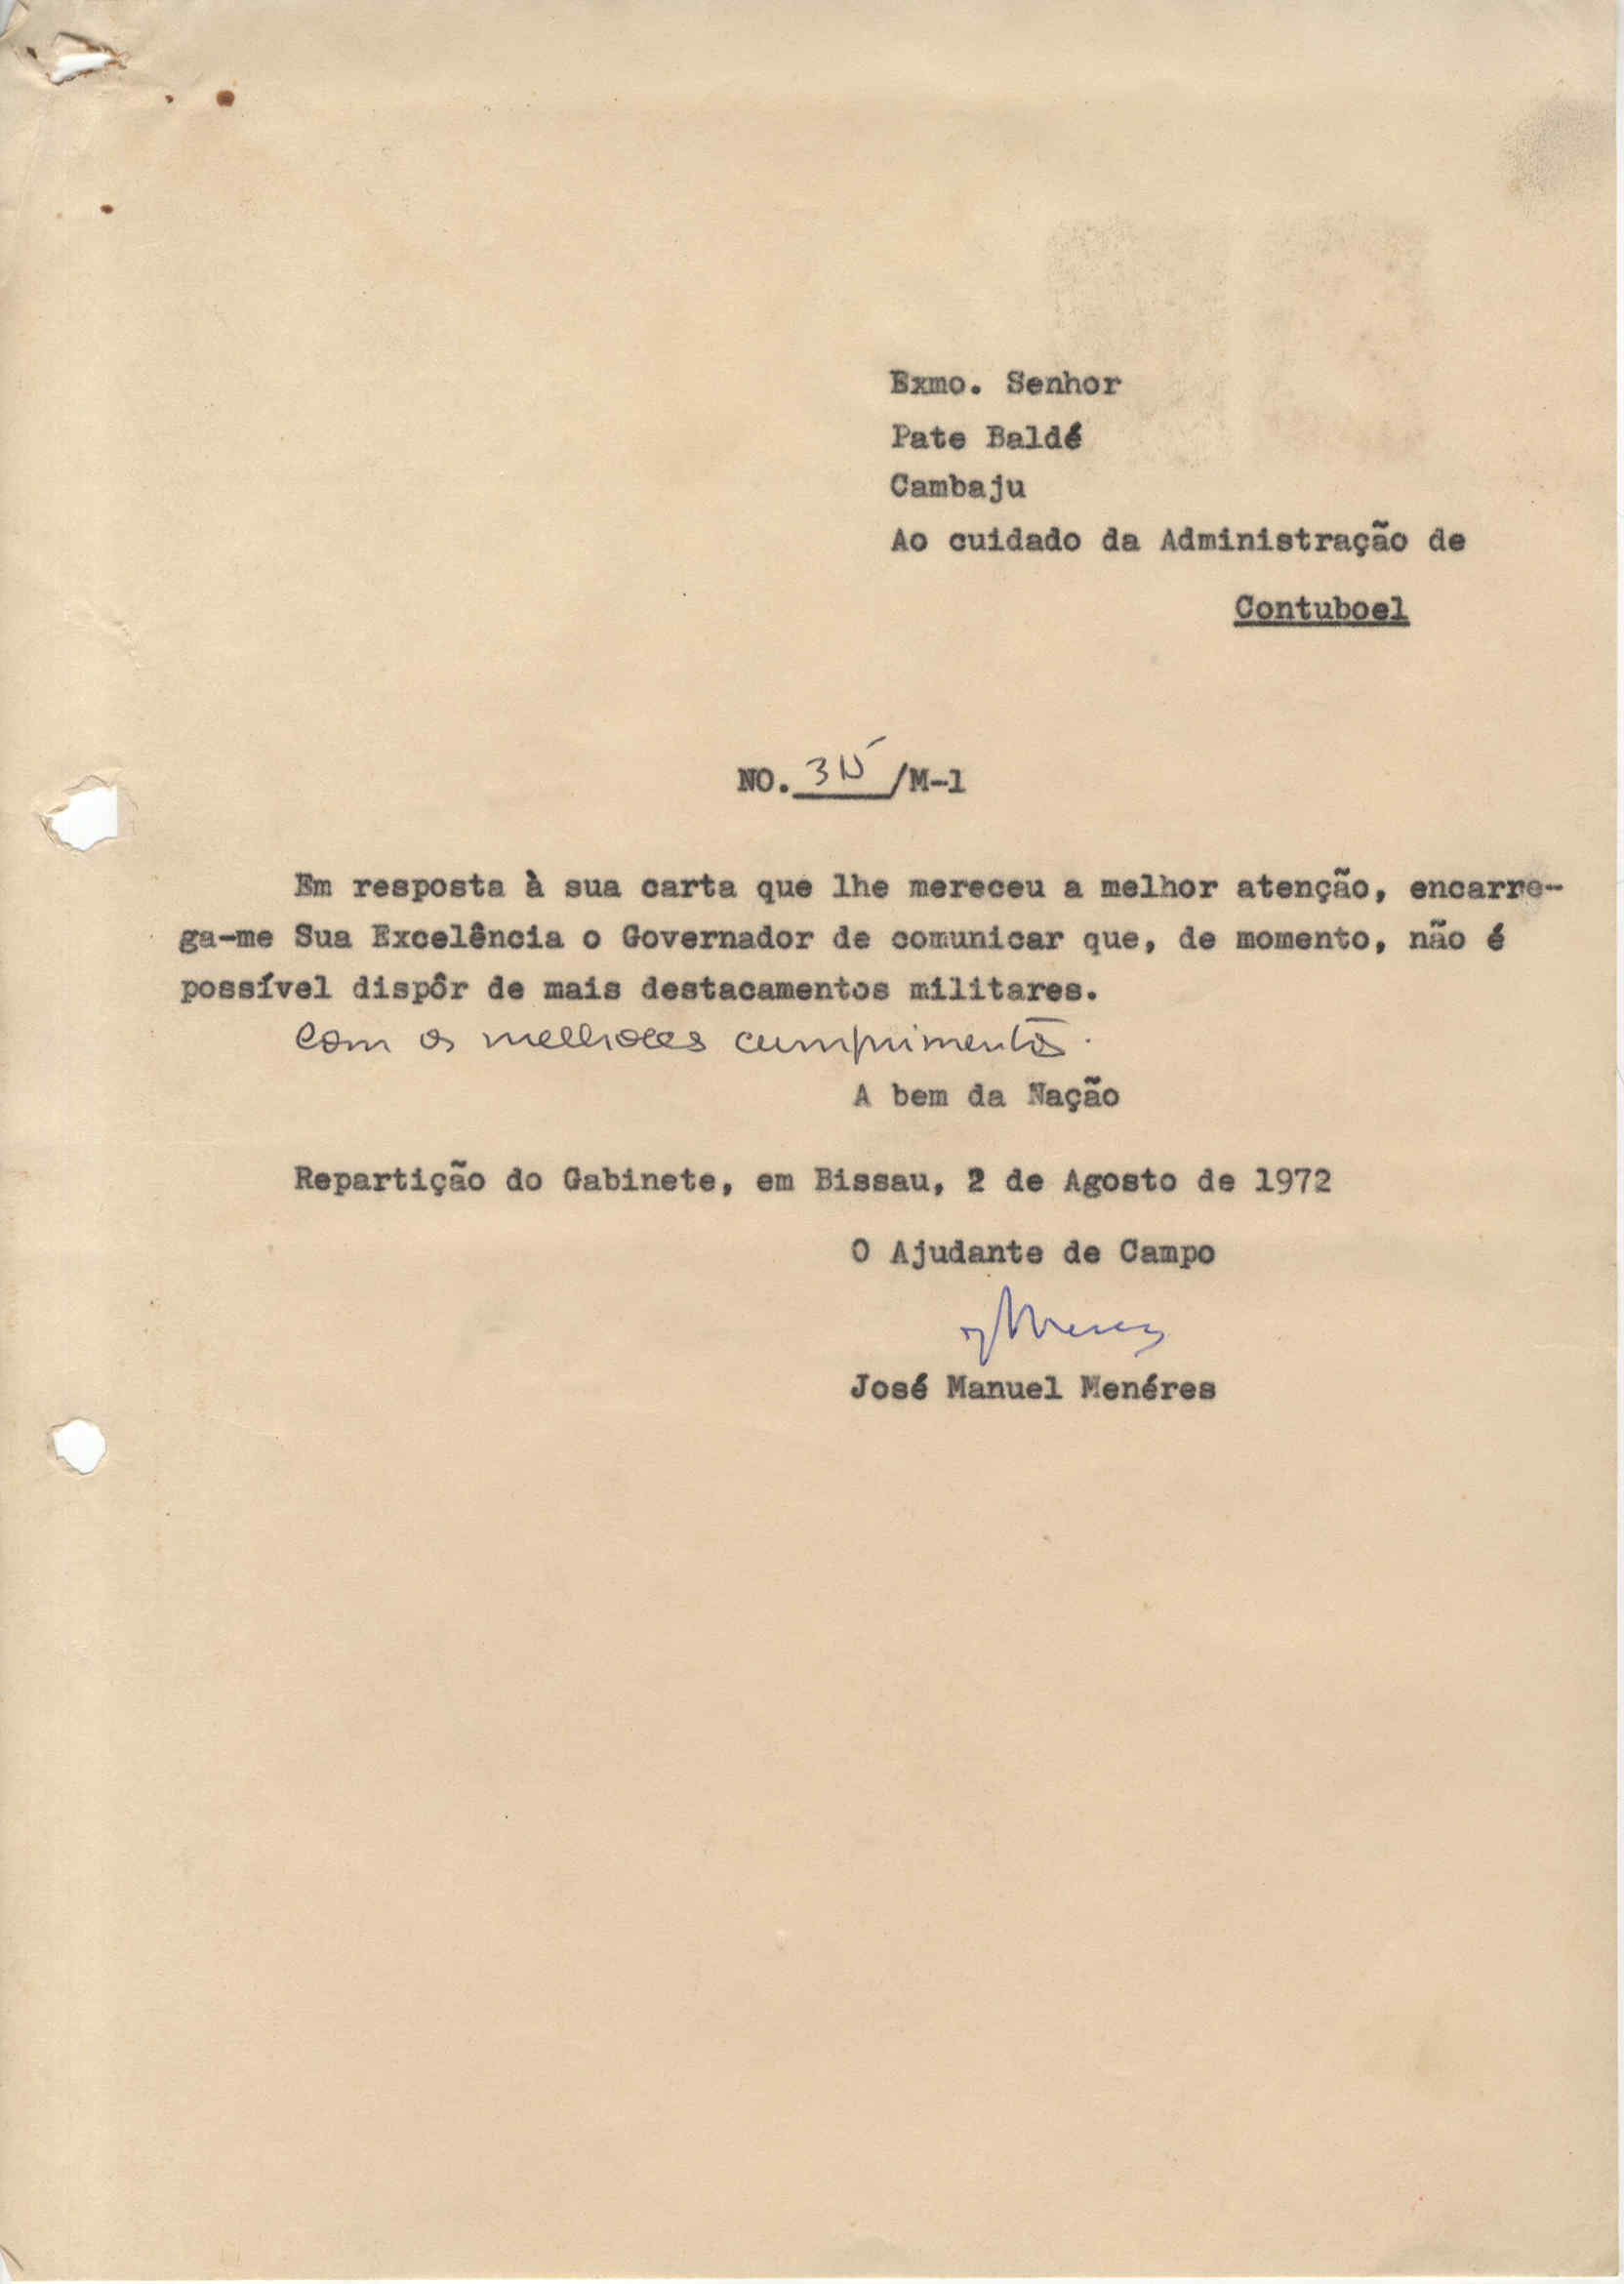 Exmo. Senhor
Pate Baldé
Cambaju
Ao cuidado da Administração de
Contuboel
NO. 315 /M-1
Em resposta à sua carta que lhe mereceu a melhor atenção, encarre-
ga-me Sua Excelência o Governador de comunicar que, de momento, não é
possível dispôr de mais destacamentos militares.
Com os melhores cumprimentos.
A bem da Nação
Repartição do Gabinete, em Bissau, 2 de Agosto de 1972
O Ajudante de Campo
José Manuel Menéres